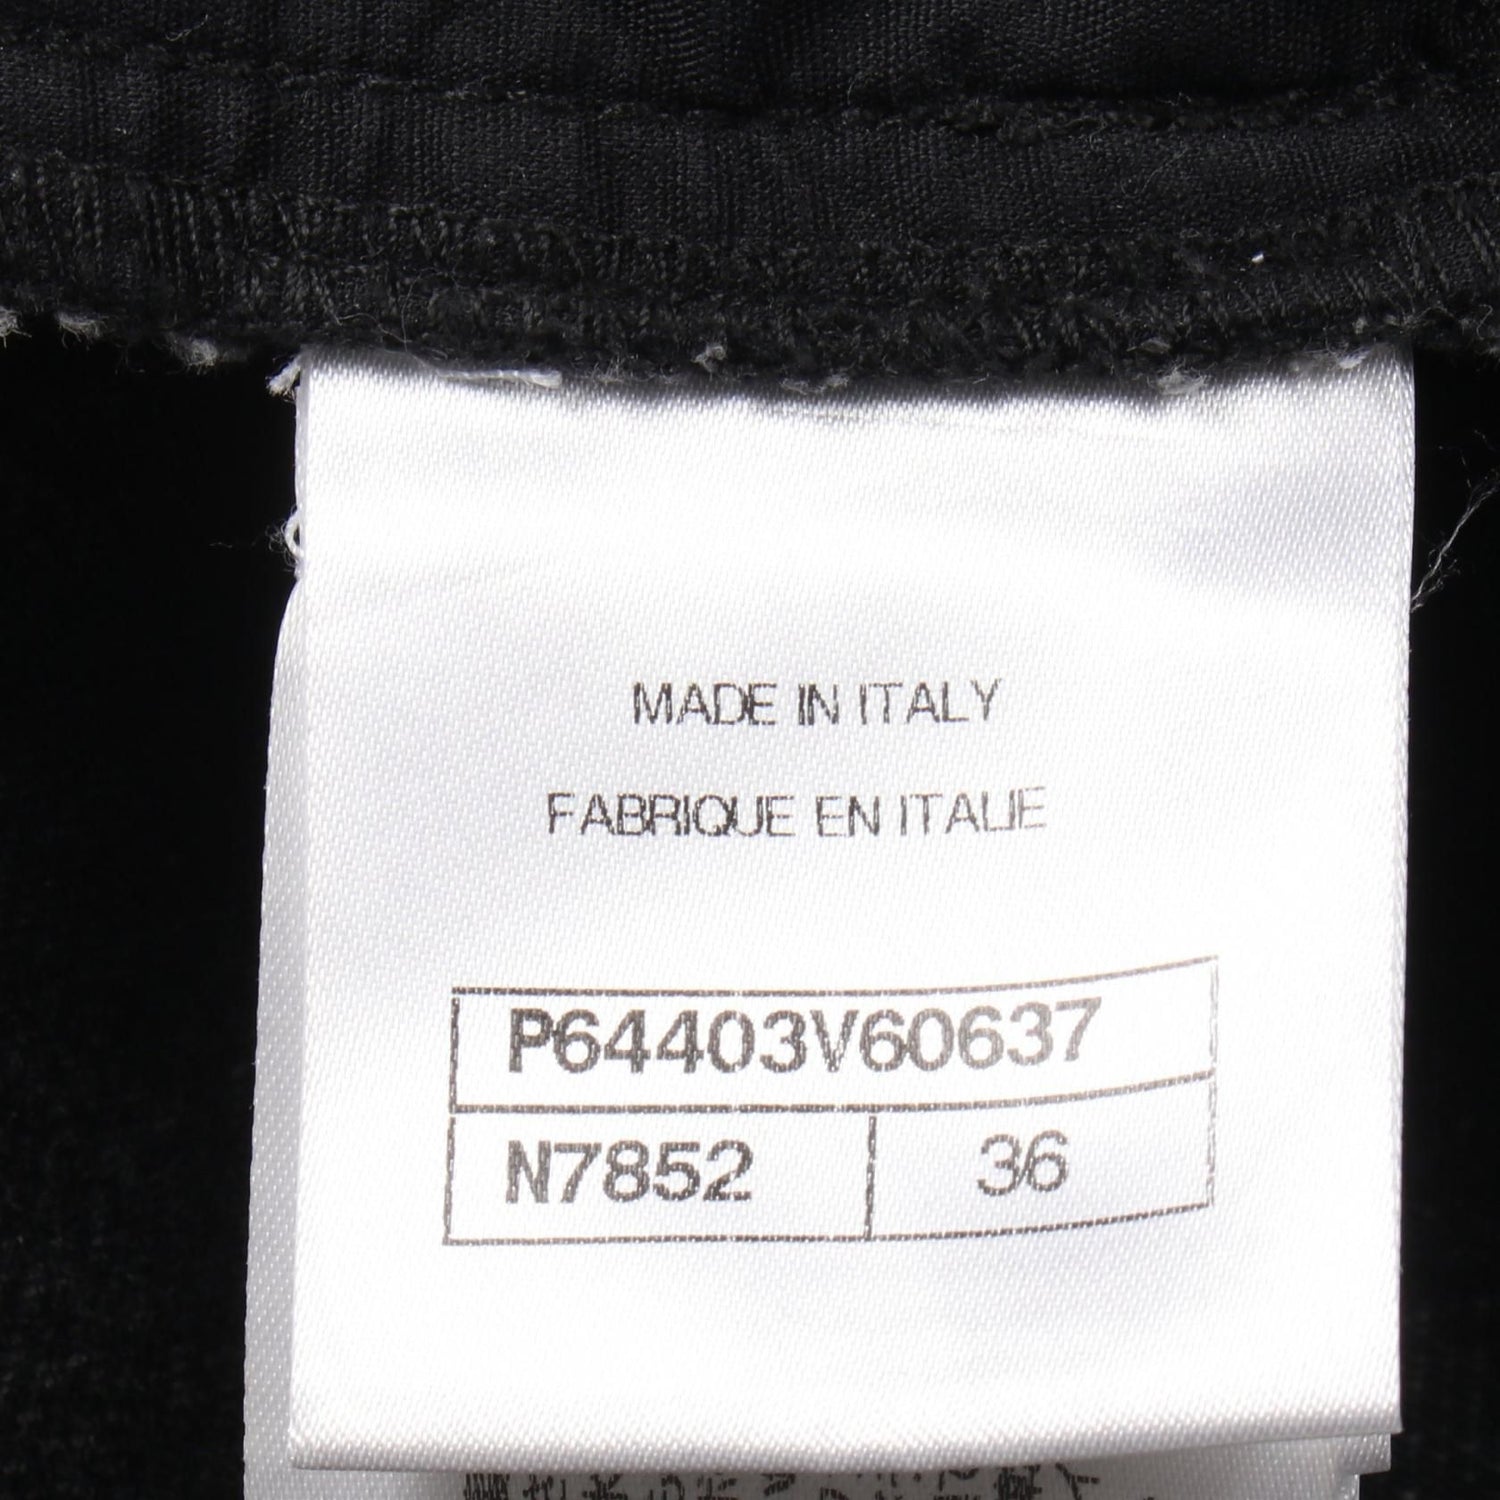 MADE IN ITALY
FABRIQUE EN ITALIE
P64403V60637
N7852 36